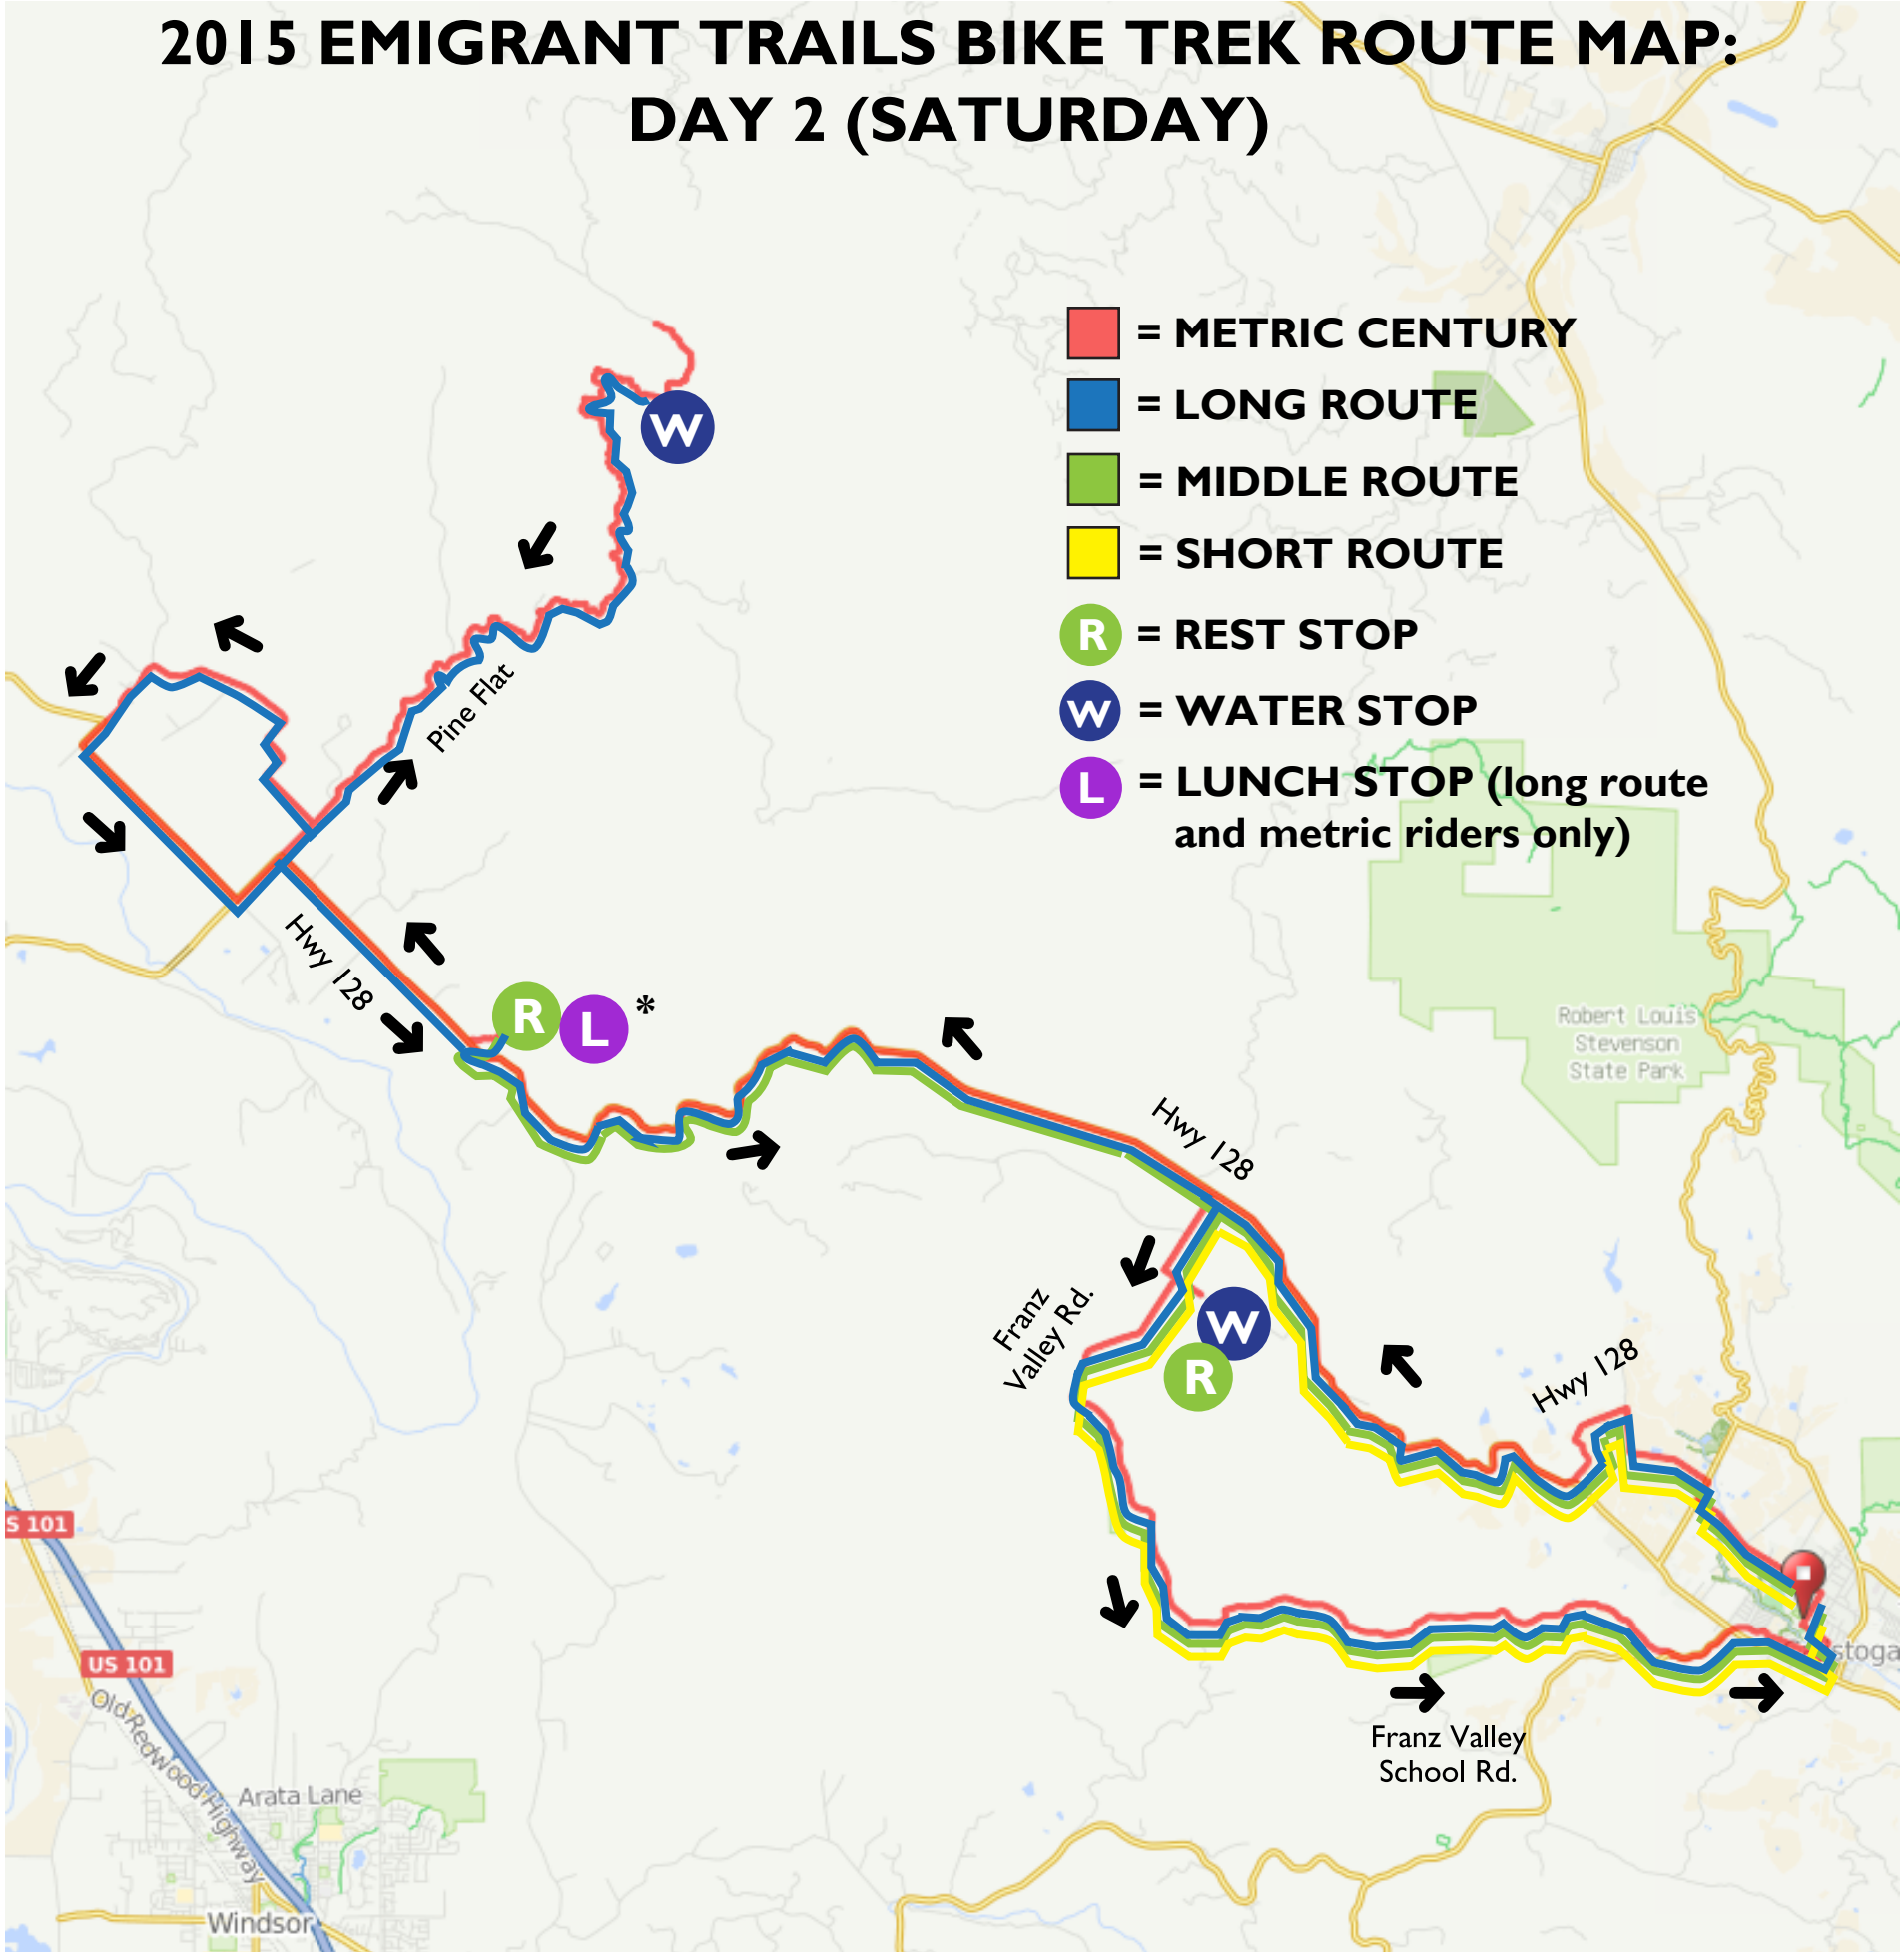 2015 EMIGRANT TRAILS BIKE TREK ROUTE MAP:
DAY 2 (SATURDAY)
= METRIC CENTURY
= LONG ROUTE
= MIDDLE ROUTE
= SHORT ROUTE
R = REST STOP
W = WATER STOP
L = LUNCH STOP (long route
and metric riders only)
W
Pine Flat
Hwy 128
R L *
Robert Louis
Stevenson
State Park
Hwy 128
Franz
Valley Rd.
W
R
Hwy 128
S 101
stoga
US 101
Old Redwood Highway
Franz Valley
School Rd.
Arata Lane
Windsor